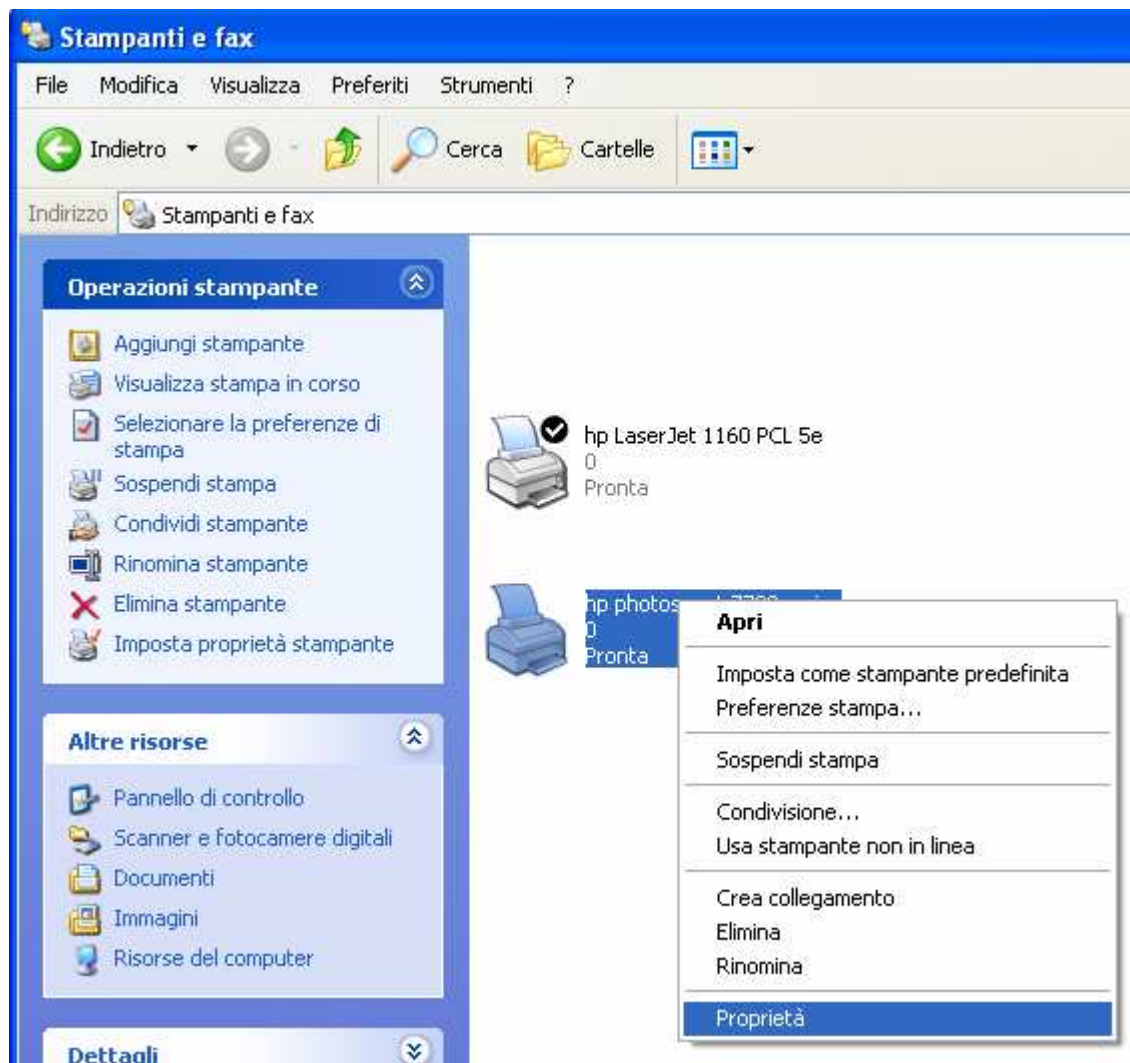 Stampanti e fax
File Modifica Visualizza Preferiti Strumenti ?
Indietro Cerca Cartelle
Indirizzo Stampanti e fax
Operazioni stampante
Aggiungi stampante
Visualizza stampa in corso
Selezionare la preferenze di
stampa
Sospendi stampa
Condividi stampante
Rinomina stampante
Elimina stampante
Imposta proprietà stampante
Altre risorse
Pannello di controllo
Scanner e fotocamere digitali
Documenti
Immagini
Risorse del computer
Dettagli
hp LaserJet 1160 PCL 5e
0
Pronta
hp
0
Pronta
Apri
Imposta come stampante predefinita
Preferenze stampa...
Sospendi stampa
Condivisione...
Usa stampante non in linea
Crea collegamento
Elimina
Rinomina
Proprietà